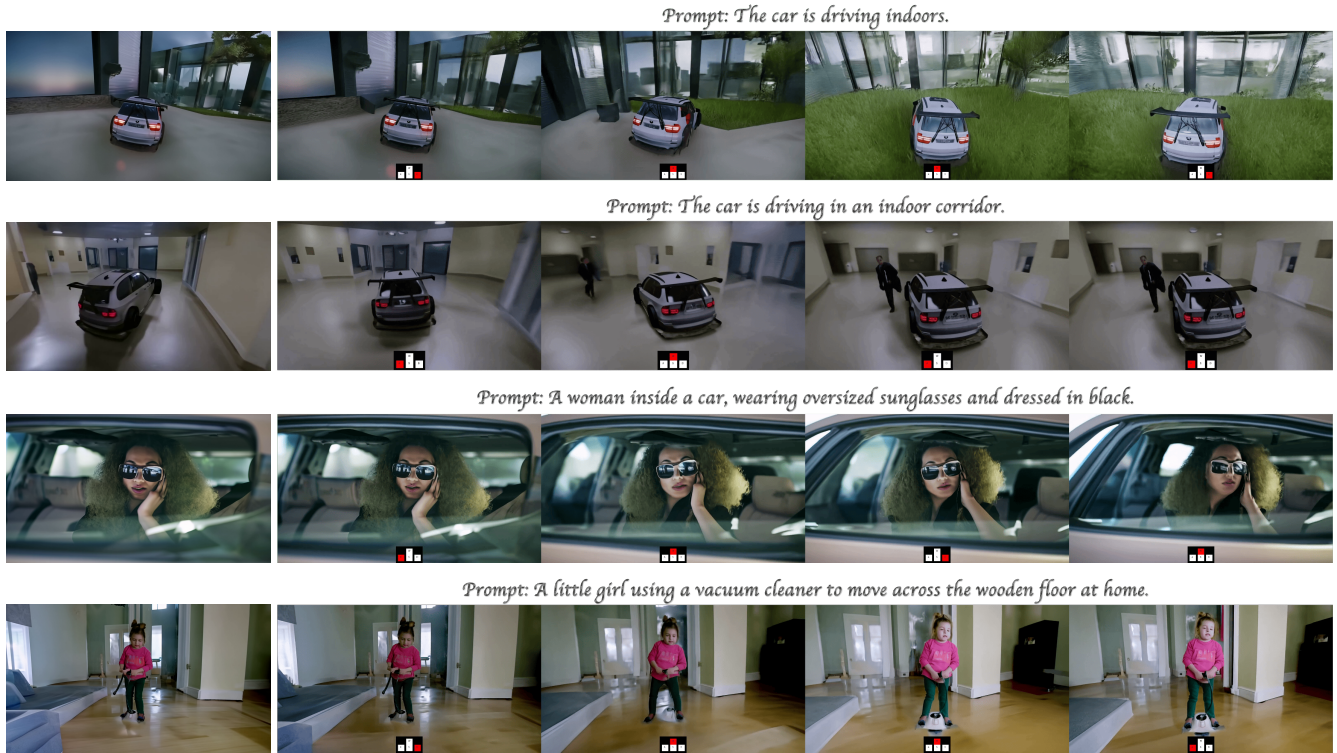 Prompt: The car is driving indoors.
Prompt: The car is driving in an indoor corridor.
Prompt: A woman inside a car, wearing oversized sunglasses and dressed in black.
Prompt: A little girl using a vacuum cleaner to move across the wooden floor at home.